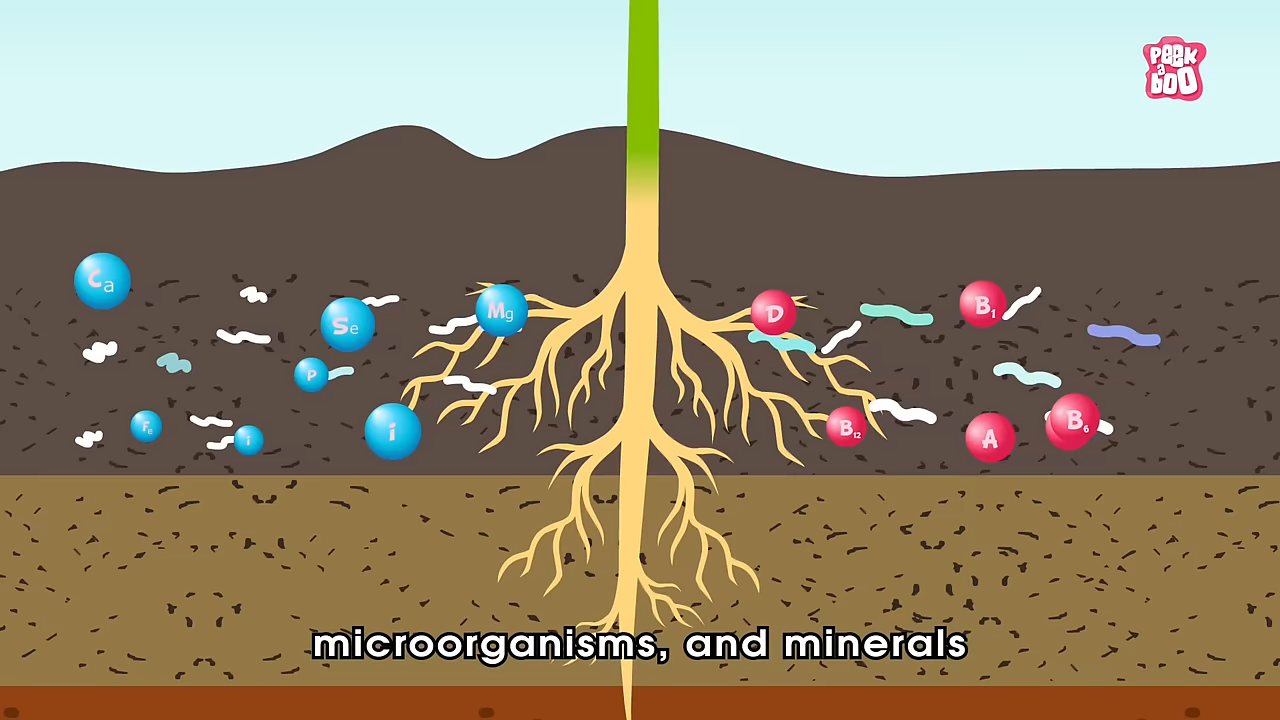 PEEK
a
boo
Ca
Se
Mg
P
Fe
i
i
D
B1
B12
A
B6
microorganisms, and minerals